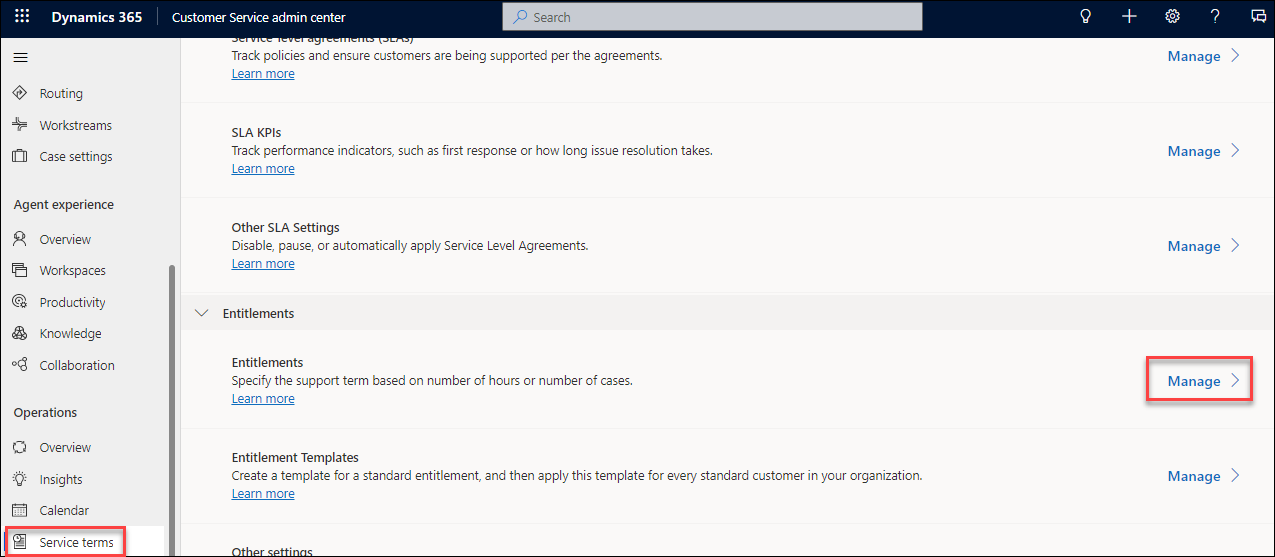 Dynamics 365
Customer Service admin center
Search
Routing
Workstreams
Case settings
Agent experience
Overview
Workspaces
Productivity
Knowledge
Collaboration
Operations
Overview
Insights
Calendar
Service terms
Service level agreements (SLAs)
Track policies and ensure customers are being supported per the agreements.
Learn more
Manage
SLA KPIs
Track performance indicators, such as first response or how long issue resolution takes.
Learn more
Manage
Other SLA Settings
Disable, pause, or automatically apply Service Level Agreements.
Learn more
Manage
Entitlements
Entitlements
Specify the support term based on number of hours or number of cases.
Learn more
Manage
Entitlement Templates
Create a template for a standard entitlement, and then apply this template for every standard customer in your organization.
Learn more
Manage
Other settings